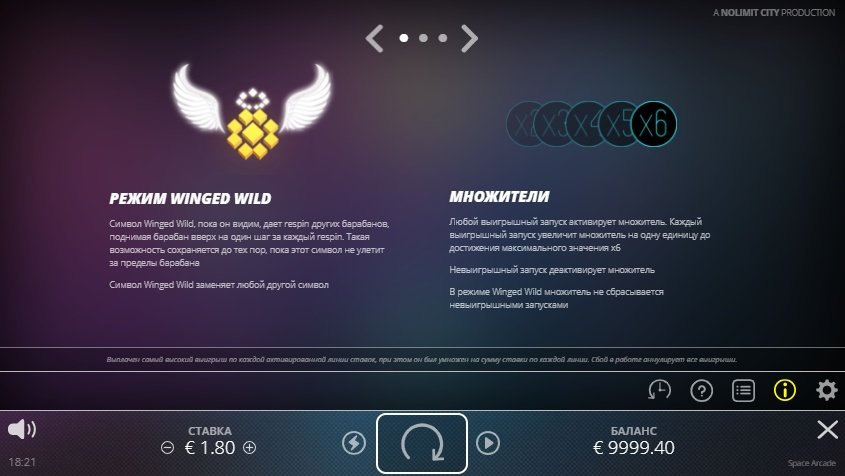 A NOLIMIT CITY PRODUCTION
x2 x3 x4 x5 x6
РЕЖИМ WINGED WILD
Символ Winged Wild, пока он видим, дает respin других барабанов,
поднимая барабан вверх на один шаг за каждый respin. Такая
возможность сохраняется до тех пор, пока этот символ не улетит
за пределы барабана
Символ Winged Wild заменяет любой другой символ
МНОЖИТЕЛИ
Любой выигрышный запуск активирует множитель. Каждый
выигрышный запуск увеличит множитель на одну единицу до
достижения максимального значения x6
Невыигрышный запуск деактивирует множитель
В режиме Winged Wild множитель не сбрасывается
невыигрышными запусками
Выплачен самый высокий выигрыш по каждой активированной линии ставок, при этом он был умножен на сумму ставки по каждой линии. Сбой в работе аннулирует все выигрыши.
СТАВКА
€ 1.80
БАЛАНС
€ 9999.40
18:21
Space Arcade